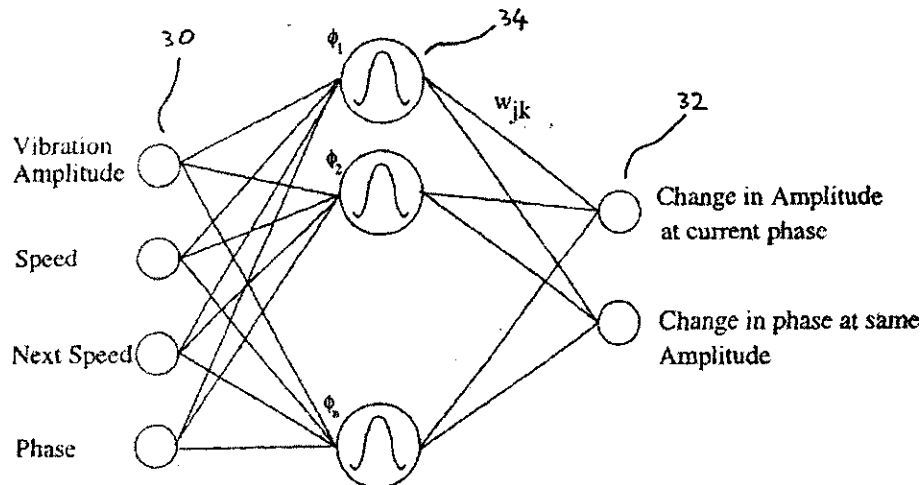 30
34
32
ϕ₁
ϕ₂
ϕₙ
w_jk
Vibration
Amplitude
Speed
Next Speed
Phase
Change in Amplitude
at current phase
Change in phase at same
Amplitude